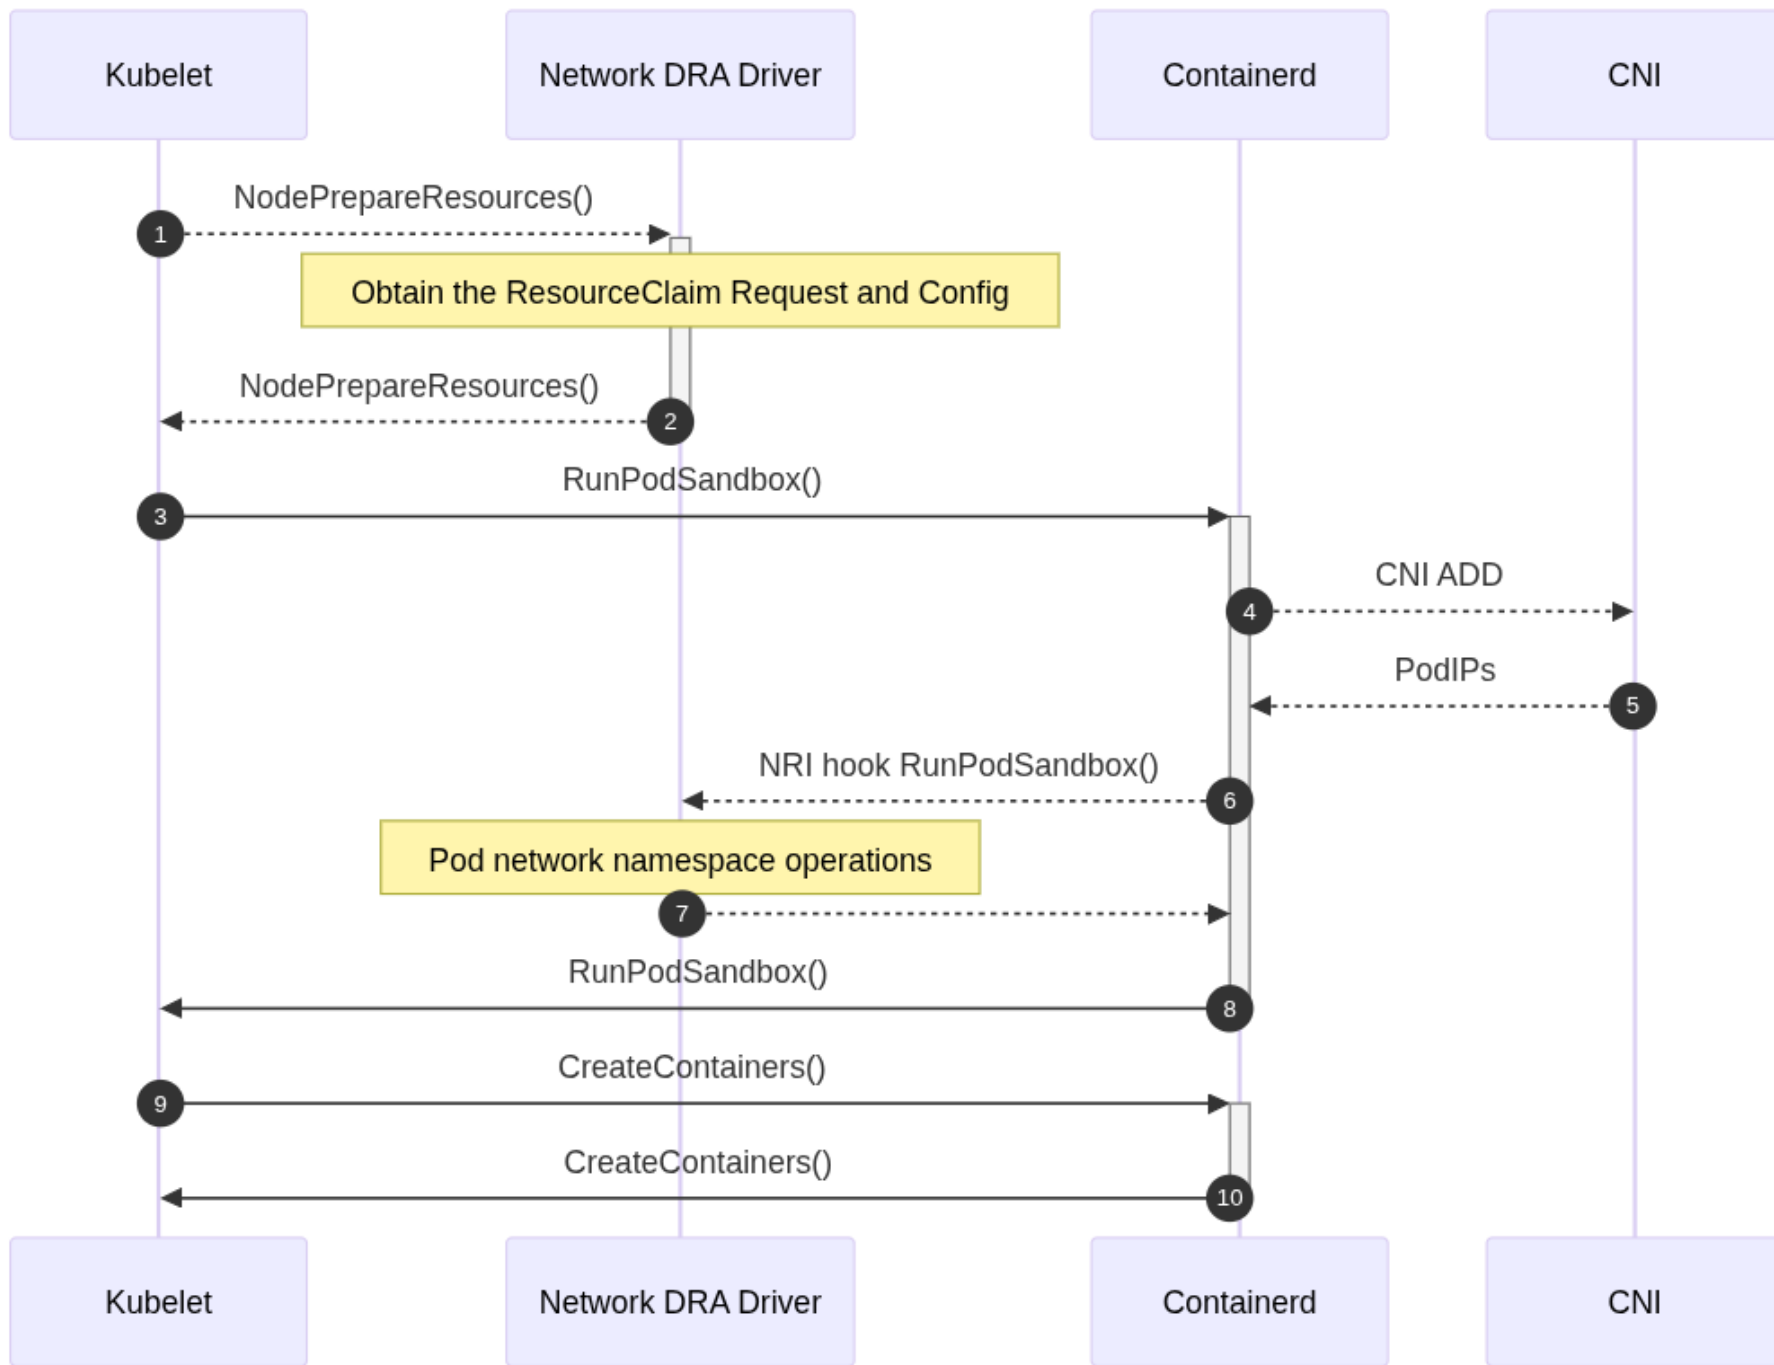 Kubelet
Network DRA Driver
Containerd
CNI
NodePrepareResources()
1
Obtain the ResourceClaim Request and Config
NodePrepareResources()
2
RunPodSandbox()
3
CNI ADD
4
PodIPs
5
NRI hook RunPodSandbox()
6
Pod network namespace operations
7
RunPodSandbox()
8
CreateContainers()
9
CreateContainers()
10
Kubelet
Network DRA Driver
Containerd
CNI